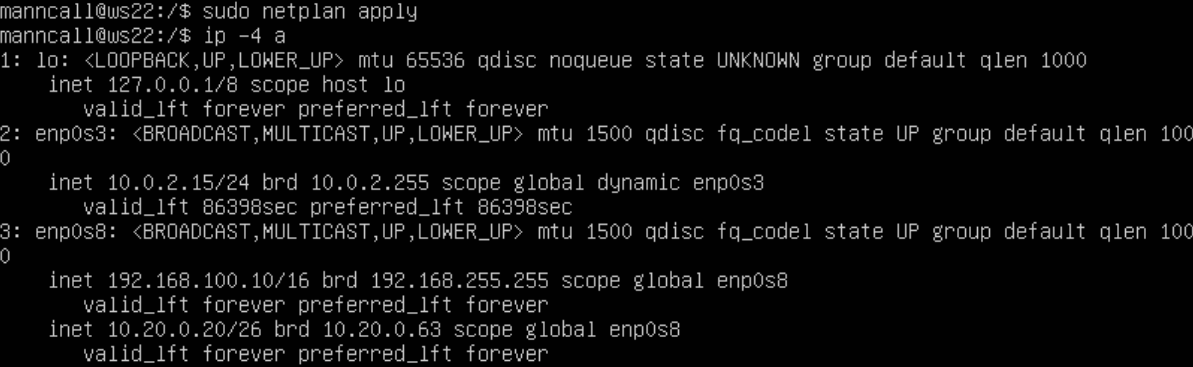 manncall@ws22:/$ sudo netplan apply
manncall@ws22:/$ ip -4 a
1: lo: <LOOPBACK,UP,LOWER_UP> mtu 65536 qdisc noqueue state UNKNOWN group default qlen 1000
    inet 127.0.0.1/8 scope host lo
       valid_lft forever preferred_lft forever
2: enp0s3: <BROADCAST,MULTICAST,UP,LOWER_UP> mtu 1500 qdisc fq_codel state UP group default qlen 100
0
    inet 10.0.2.15/24 brd 10.0.2.255 scope global dynamic enp0s3
       valid_lft 86398sec preferred_lft 86398sec
3: enp0s8: <BROADCAST,MULTICAST,UP,LOWER_UP> mtu 1500 qdisc fq_codel state UP group default qlen 100
0
    inet 192.168.100.10/16 brd 192.168.255.255 scope global enp0s8
       valid_lft forever preferred_lft forever
    inet 10.20.0.20/26 brd 10.20.0.63 scope global enp0s8
       valid_lft forever preferred_lft forever